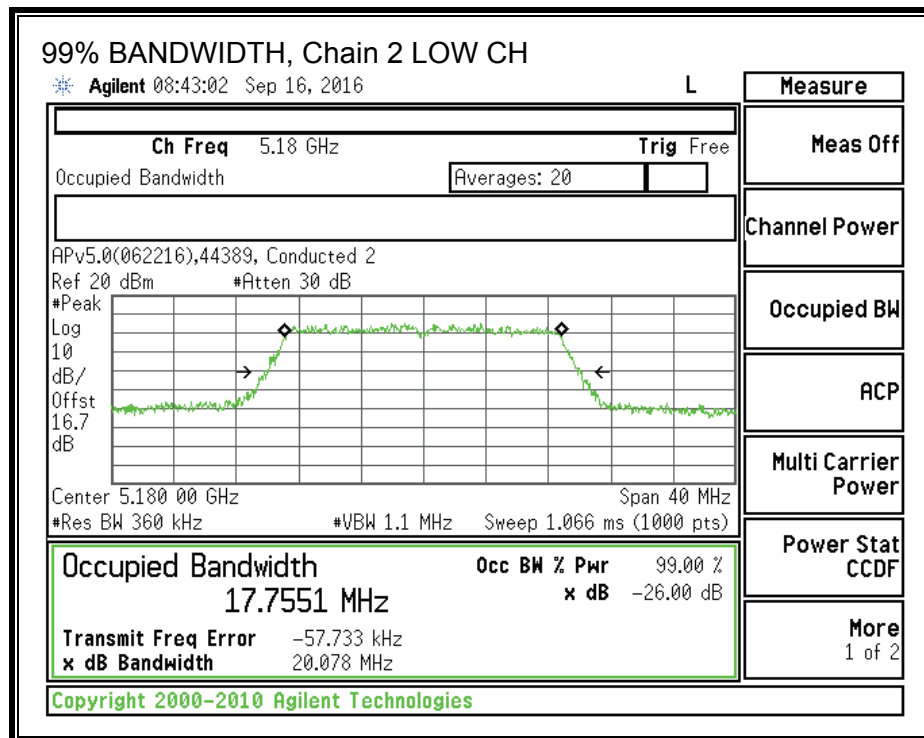 99% BANDWIDTH, Chain 2 LOW CH
Agilent 08:43:02 Sep 16, 2016 L
Measure
Ch Freq 5.18 GHz Trig Free
Meas Off
Occupied Bandwidth Averages: 20
Channel Power
APv5.0(062216),44389, Conducted 2
Ref 20 dBm #Atten 30 dB
#Peak
Log
10
dB/
Offst
16.7
dB
Occupied BW
ACP
Multi Carrier
Power
Center 5.180 00 GHz Span 40 MHz
#Res BW 360 kHz #VBW 1.1 MHz Sweep 1.066 ms (1000 pts)
Power Stat
CCDF
Occupied Bandwidth Occ BW % Pwr 99.00 %
17.7551 MHz x dB -26.00 dB
Transmit Freq Error -57.733 kHz
x dB Bandwidth 20.078 MHz
More
1 of 2
Copyright 2000-2010 Agilent Technologies